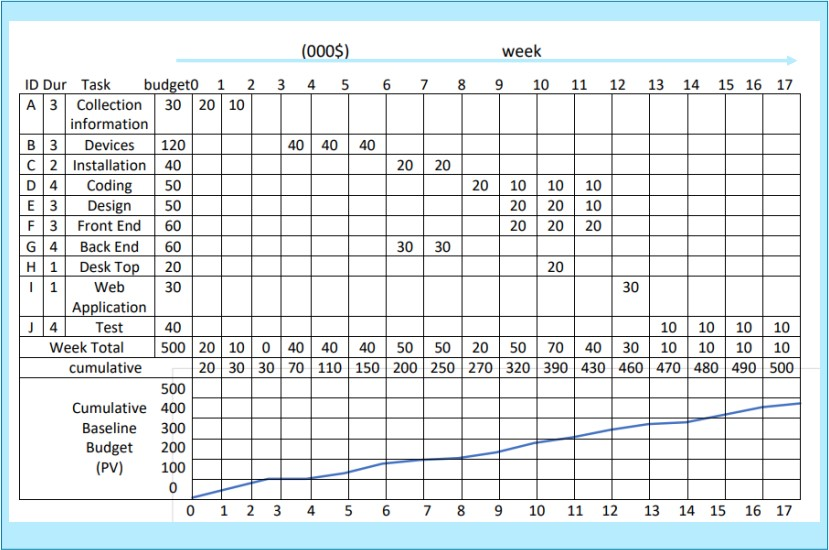 (000$) week
ID Dur Task budget0 1 2 3 4 5 6 7 8 9 10 11 12 13 14 15 16 17
A 3 Collection 30 20 10
information
B 3 Devices 120 40 40 40
C 2 Installation 40 20 20
D 4 Coding 50 20 10 10 10
E 3 Design 50 20 20 10
F 3 Front End 60 20 20 20
G 4 Back End 60 30 30
H 1 Desk Top 20 20
I 1 Web 30 30
Application
J 4 Test 40 10 10 10 10
Week Total 500 20 10 0 40 40 40 50 50 20 50 70 40 30 10 10 10 10
cumulative 20 30 30 70 110 150 200 250 270 320 390 430 460 470 480 490 500
500
Cumulative 400
Baseline 300
Budget 200
(PV) 100
0
0 1 2 3 4 5 6 7 8 9 10 11 12 13 14 15 16 17